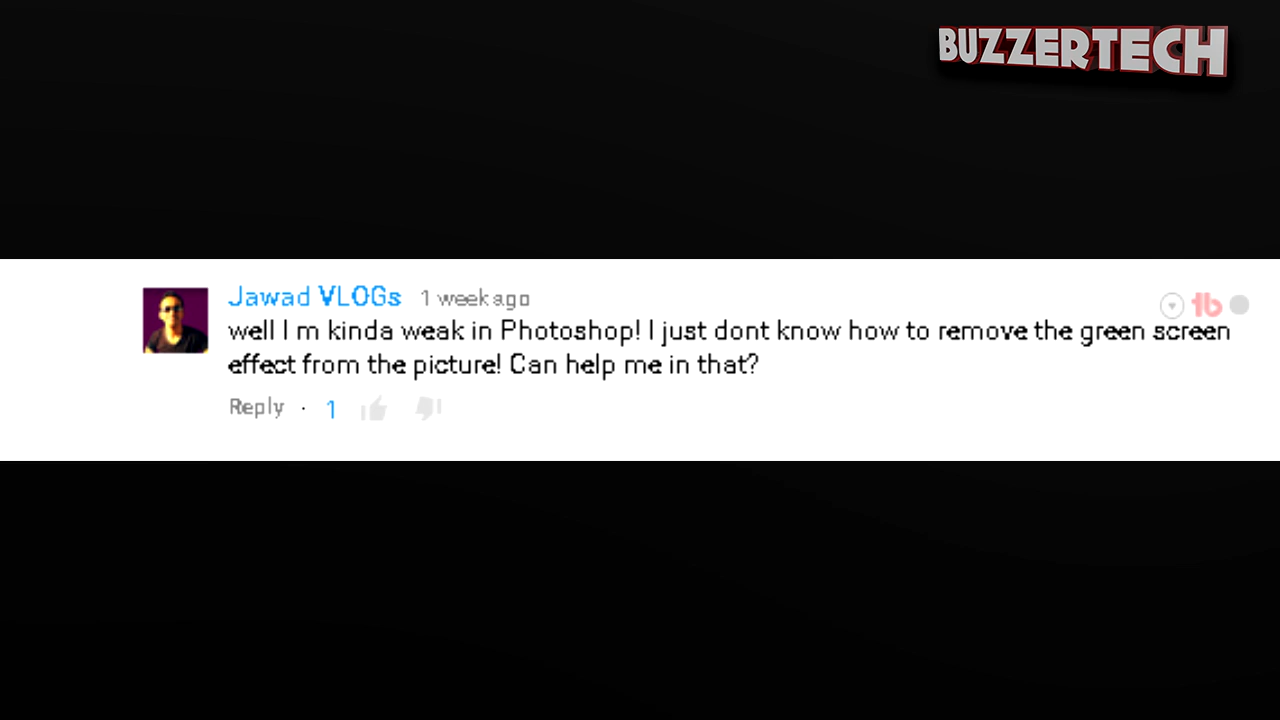 BUZZERTECH
Jawad VLOGs 1 week ago
tb
well I m kinda weak in Photoshop! I just dont know how to remove the green screen
effect from the picture! Can help me in that?
Reply · 1